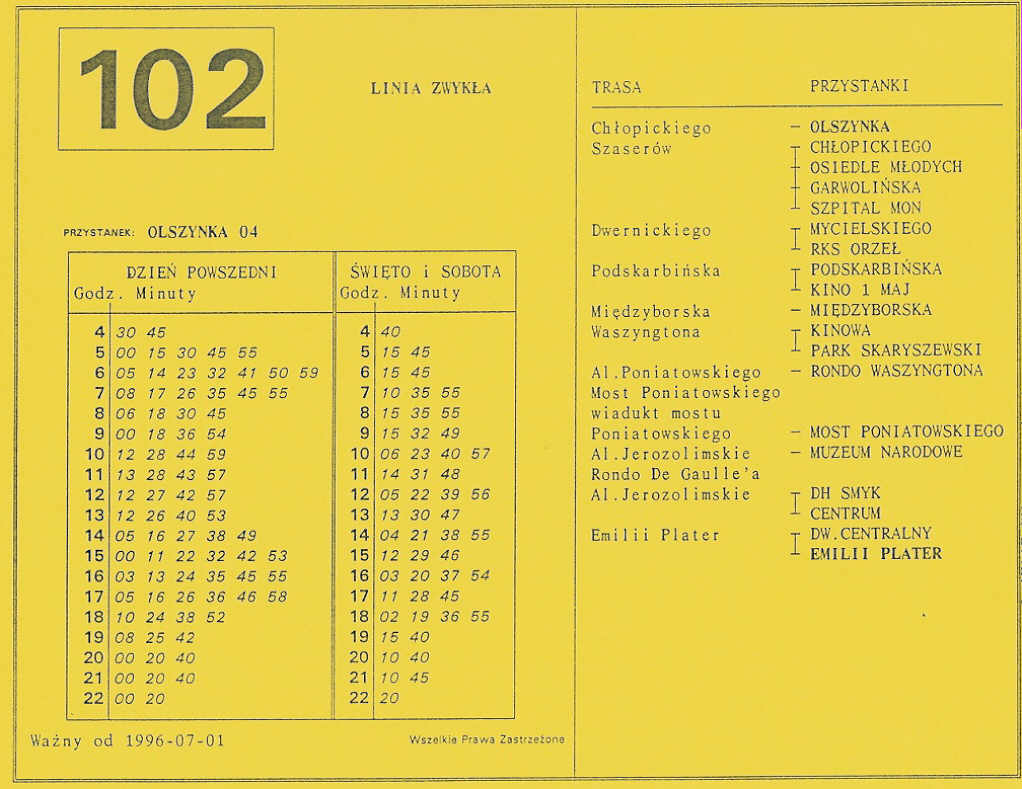 102
LINIA ZWYKŁA
PRZYSTANEK: OLSZYNKA 04
DZIEŃ POWSZEDNI
Godz. Minuty
4 30 45
5 00 15 30 45 55
6 05 14 23 32 41 50 59
7 08 17 26 35 45 55
8 06 18 30 45
9 00 18 36 54
10 12 28 44 59
11 13 28 43 57
12 12 27 42 57
13 12 26 40 53
14 05 16 27 38 49
15 00 11 22 32 42 53
16 03 13 24 35 45 55
17 05 16 26 36 46 58
18 10 24 38 52
19 08 25 42
20 00 20 40
21 00 20 40
22 00 20
ŚWIĘTO i SOBOTA
Godz. Minuty
4 40
5 15 45
6 15 45
7 10 35 55
8 15 35 55
9 15 32 49
10 06 23 40 57
11 14 31 48
12 05 22 39 56
13 13 30 47
14 04 21 38 55
15 12 29 46
16 03 20 37 54
17 11 28 45
18 02 19 36 55
19 15 40
20 10 40
21 10 45
22 20
Ważny od 1996-07-01
Wszelkie Prawa Zastrzeżone
TRASA PRZYSTANKI
Chłopickiego – OLSZYNKA
Szaserów CHŁOPICKIEGO
OSIEDLE MŁODYCH
GARWOLIŃSKA
SZPITAL MON
Dwernickiego MYCIELSKIEGO
RKS ORZEŁ
Podskarbińska PODSKARBIŃSKA
KINO 1 MAJ
Międzyborska – MIĘDZYBORSKA
Waszyngtona KINOWA
PARK SKARYSZEWSKI
Al.Poniatowskiego – RONDO WASZYNGTONA
Most Poniatowskiego
wiadukt mostu
Poniatowskiego – MOST PONIATOWSKIEGO
Al.Jerozolimskie – MUZEUM NARODOWE
Rondo De Gaulle'a
Al.Jerozolimskie DH SMYK
CENTRUM
Emilii Plater DW.CENTRALNY
EMILII PLATER